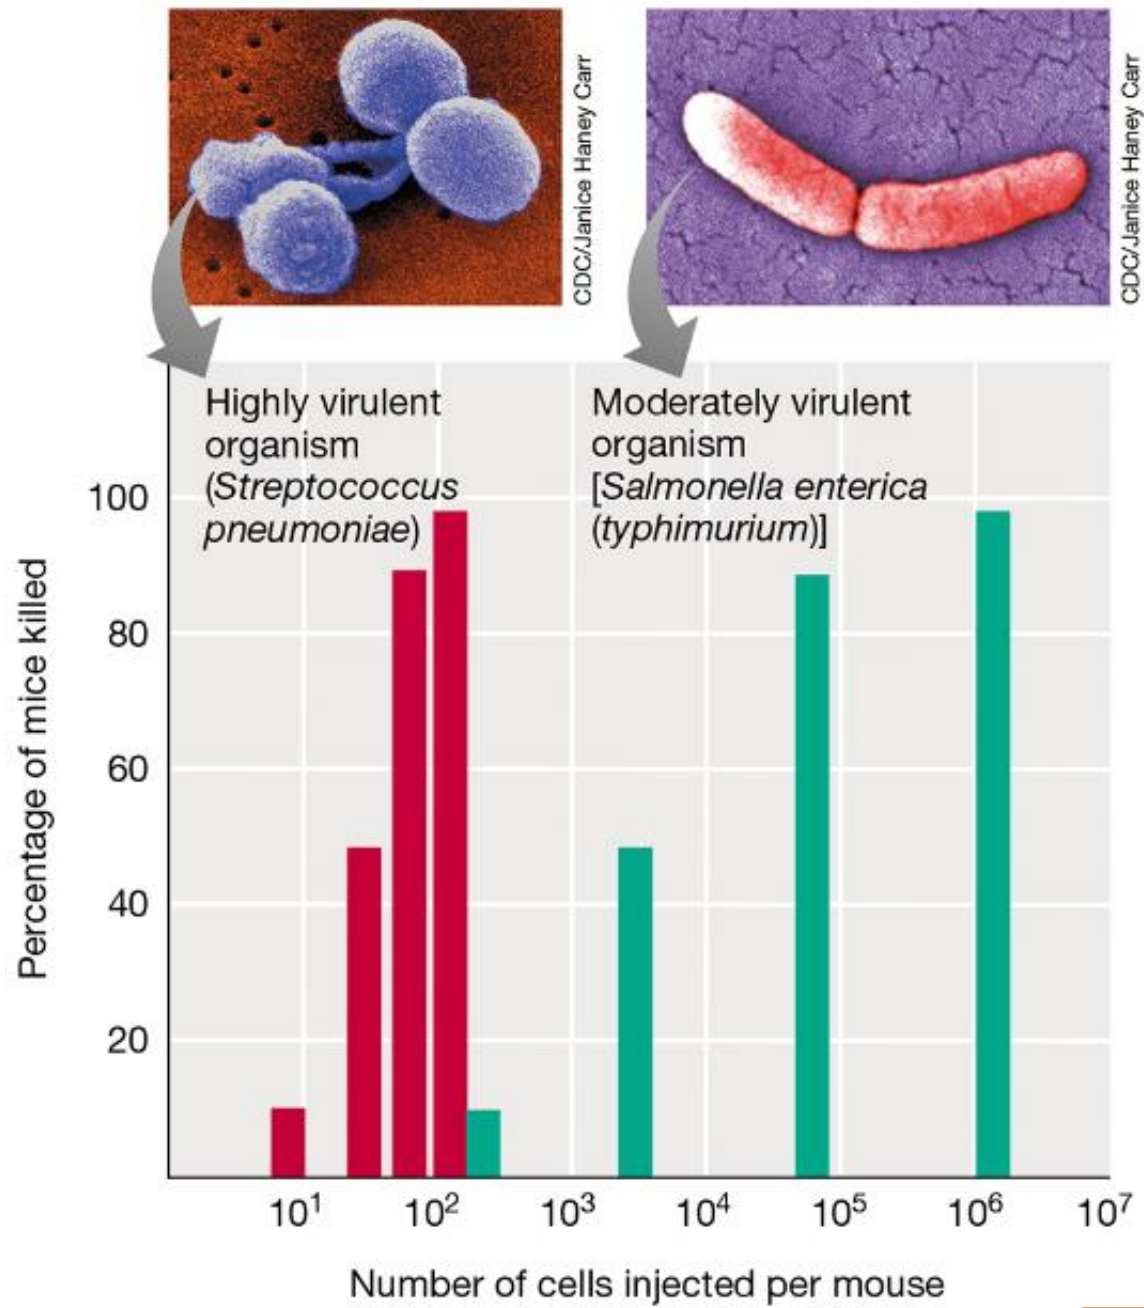 CDC/Janice Haney Carr
CDC/Janice Haney Carr
Highly virulent
organism
(Streptococcus
pneumoniae)
Moderately virulent
organism
[Salmonella enterica
(typhimurium)]
Percentage of mice killed
100
80
60
40
20
10¹ 10² 10³ 10⁴ 10⁵ 10⁶ 10⁷
Number of cells injected per mouse